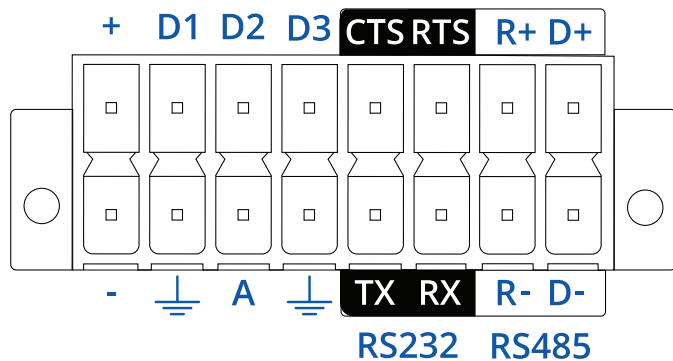 + D1 D2 D3 CTS RTS R+ D+
- A TX RX R- D-
RS232 RS485